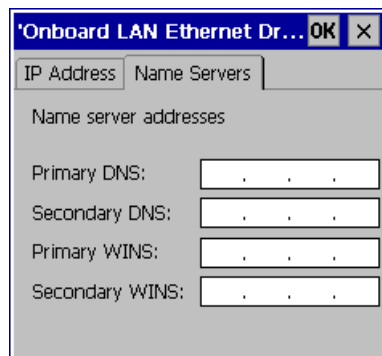 'Onboard LAN Ethernet Dr... OK ×
IP Address Name Servers
Name server addresses
Primary DNS: . . .
Secondary DNS: . . .
Primary WINS: . . .
Secondary WINS: . . .